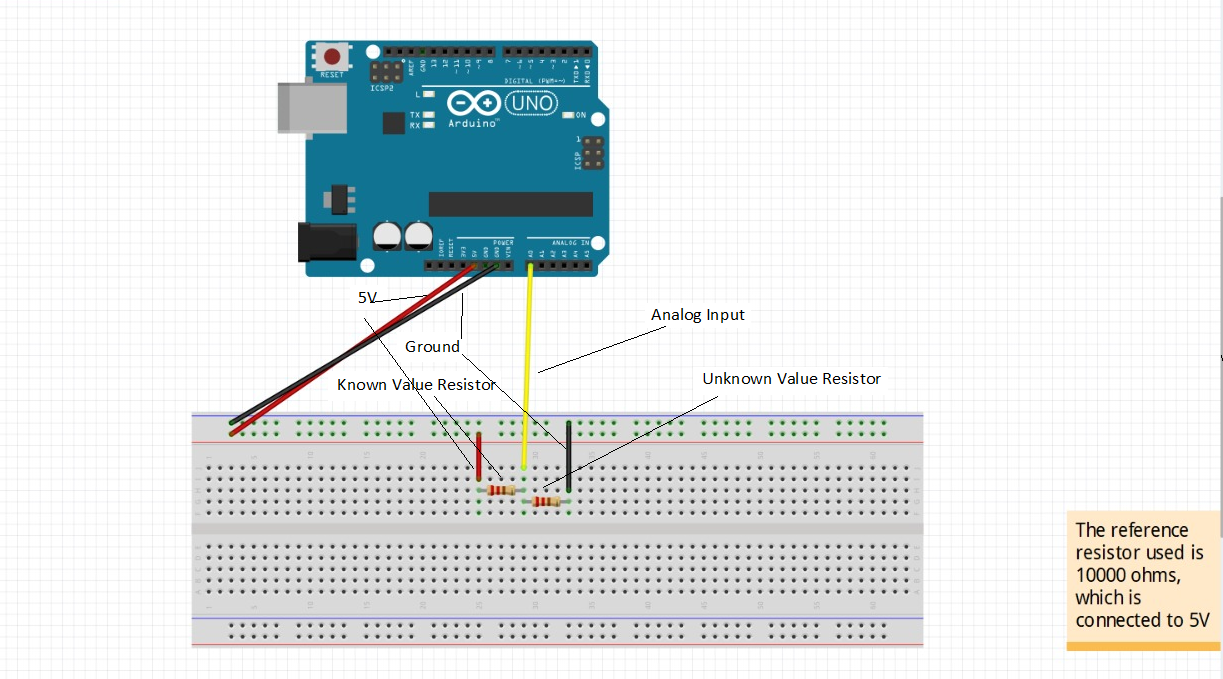 RESET
ICSP2
AREF
GND
13
12
~11
~10
~9
8
7
~6
~5
4
~3
2
TX0▶1
RX0◀0
DIGITAL (PWM=~)
L
TX
RX
UNO
Arduino™
ON
1
ICSP
POWER
ANALOG IN
IOREF
RESET
3V3
5V
GND
GND
VIN
A0
A1
A2
A3
A4
A5
5V
Analog Input
Ground
Known Value Resistor
Unknown Value Resistor
The reference
resistor used is
10000 ohms,
which is
connected to 5V